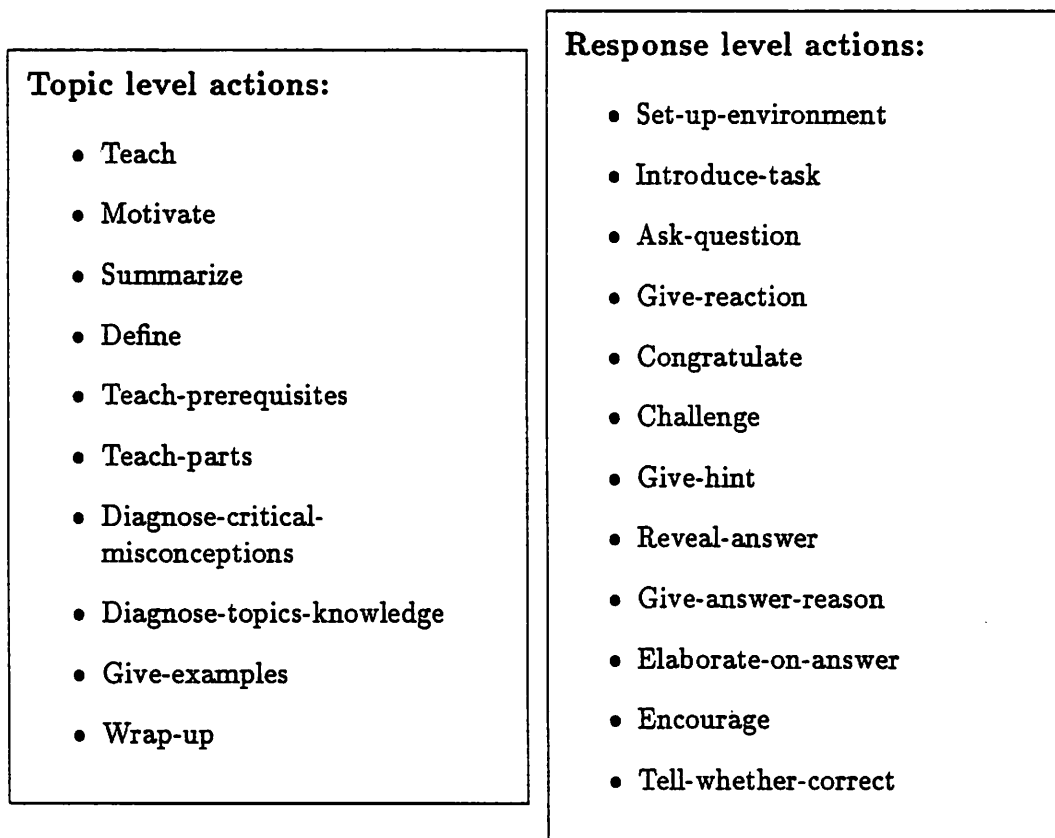 Topic level actions:
• Teach
• Motivate
• Summarize
• Define
• Teach-prerequisites
• Teach-parts
• Diagnose-critical-
misconceptions
• Diagnose-topics-knowledge
• Give-examples
• Wrap-up
Response level actions:
• Set-up-environment
• Introduce-task
• Ask-question
• Give-reaction
• Congratulate
• Challenge
• Give-hint
• Reveal-answer
• Give-answer-reason
• Elaborate-on-answer
• Encourage
• Tell-whether-correct